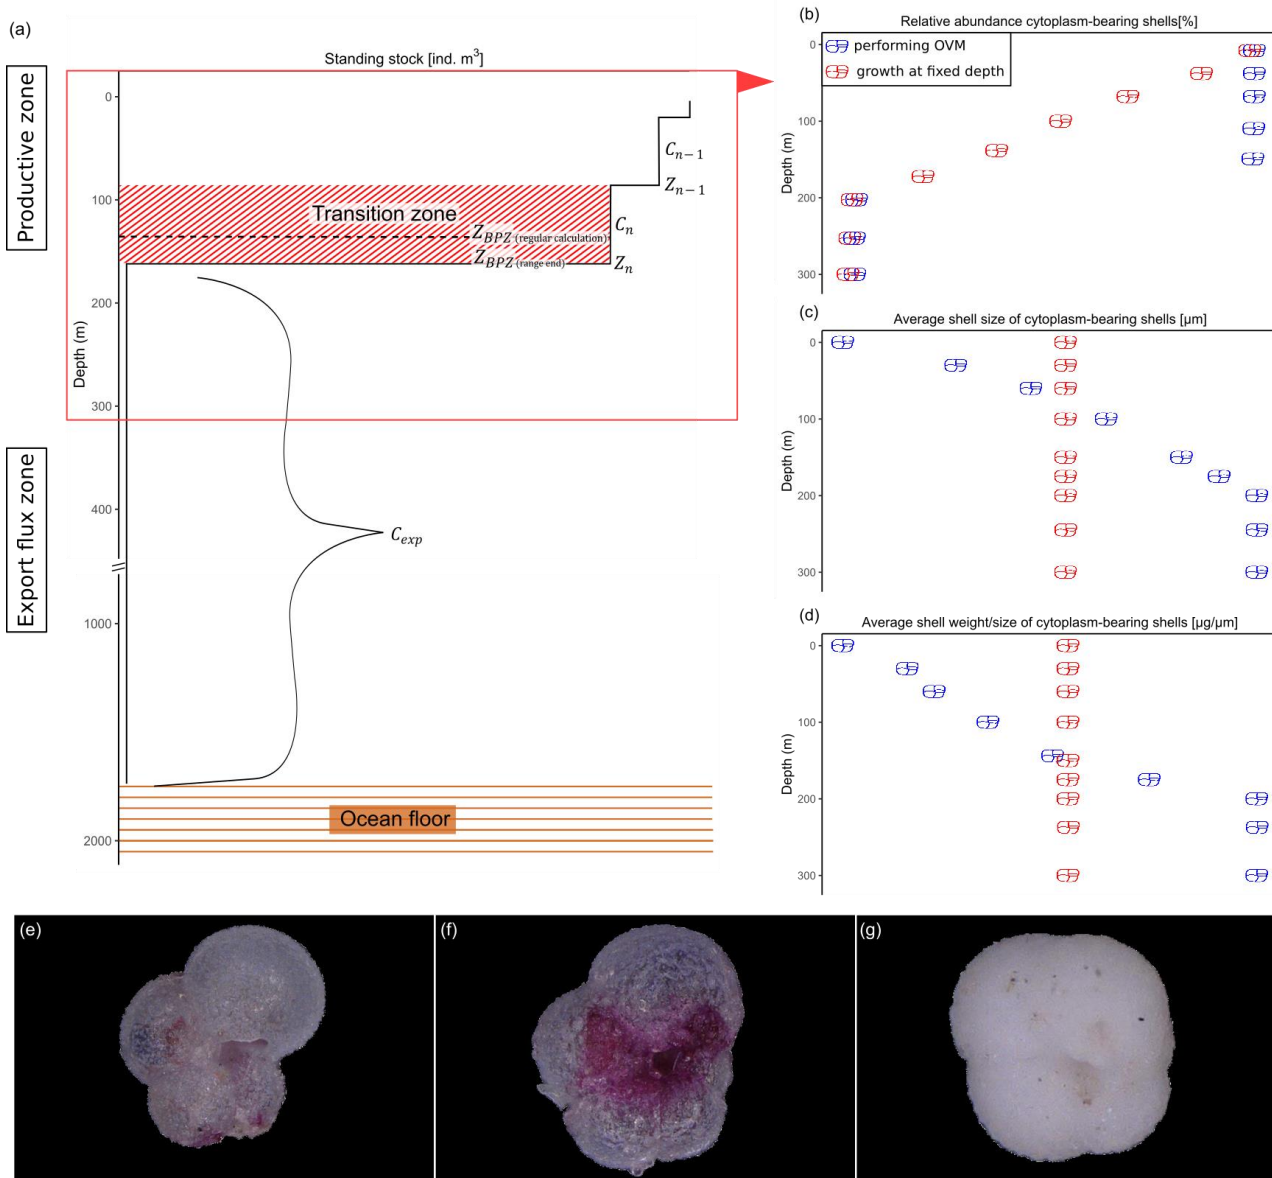 (a)
Standing stock [ind. m³]
Productive zone
Export flux zone
Depth (m)
0
100
200
300
400
1000
2000
Cₙ₋₁
Zₙ₋₁
Transition zone
Cₙ
Z_BPZ (regular calculation)
Z_BPZ (range end)
Zₙ
C_exp
Ocean floor
(b)
Relative abundance cytoplasm-bearing shells[%]
performing OVM
growth at fixed depth
Depth (m)
0
100
200
300
(c)
Average shell size of cytoplasm-bearing shells [µm]
Depth (m)
0
100
200
300
(d)
Average shell weight/size of cytoplasm-bearing shells [µg/µm]
Depth (m)
0
100
200
300
(e)
(f)
(g)